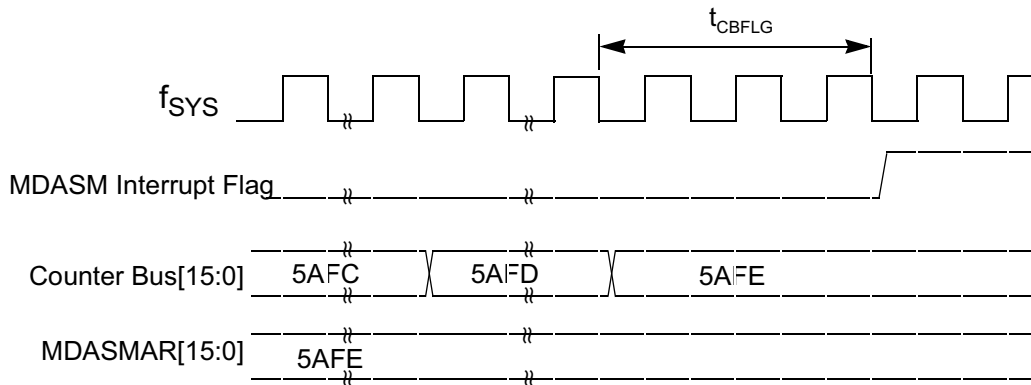 tCBFLG
fSYS
MDASM Interrupt Flag
Counter Bus[15:0] 5AFC 5AFD 5AFE
MDASMAR[15:0] 5AFE